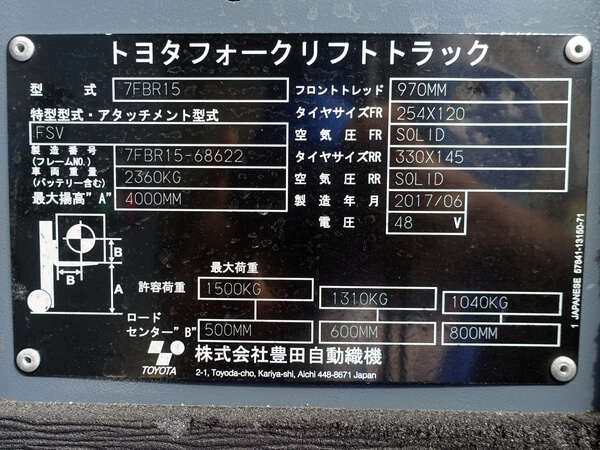 トヨタフォークリフトトラック
型 式 7FBR15
特型型式・アタッチメント型式
FSV
製造番号
(フレームNO.) 7FBR15-68622
車両重量
(バッテリー含む) 2360KG
最大揚高"A" 4000MM
フロントトレッド 970MM
タイヤサイズFR 254X120
空気圧FR SOLID
タイヤサイズRR 330X145
空気圧RR SOLID
製造年月 2017/06
電圧 48 V
B
B
A
最大荷重
許容荷重 1500KG 1310KG 1040KG
ロード
センター"B" 500MM 600MM 800MM
TOYOTA
株式会社豊田自動織機
2-1, Toyoda-cho, Kariya-shi, Aichi 448-8671 Japan
1 JAPANESE 57841-13150-71